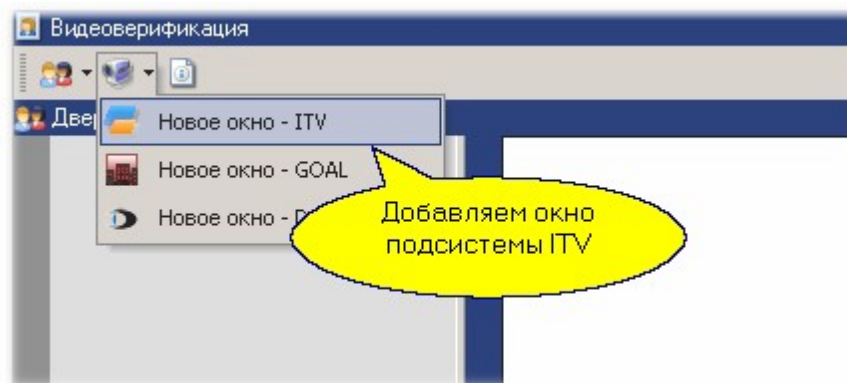 Видеоверификация
Новое окно - ITV
Новое окно - GOAL
Новое окно -
Добавляем окно
подсистемы ITV